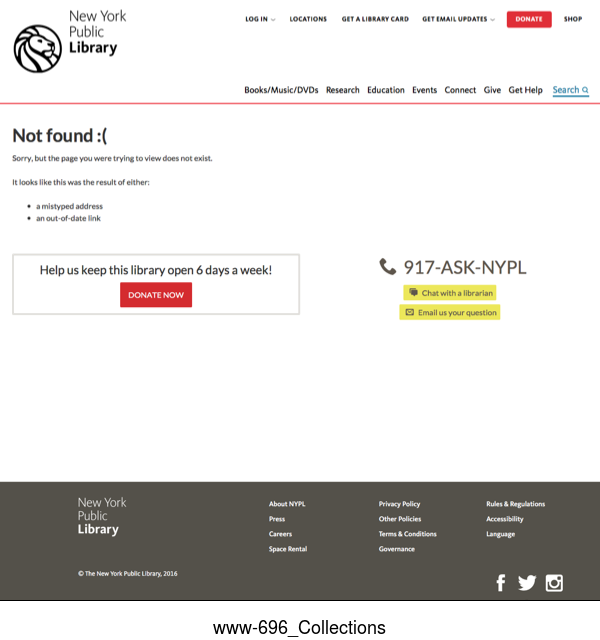 New York
Public
Library
LOG IN
LOCATIONS
GET A LIBRARY CARD
GET EMAIL UPDATES
DONATE
SHOP
Books/Music/DVDs
Research
Education
Events
Connect
Give
Get Help
Search
Not found :(
Sorry, but the page you were trying to view does not exist.
It looks like this was the result of either:
• a mistyped address
• an out-of-date link
Help us keep this library open 6 days a week!
DONATE NOW
917-ASK-NYPL
Chat with a librarian
Email us your question
New York
Public
Library
© The New York Public Library, 2016
About NYPL
Press
Careers
Space Rental
Privacy Policy
Other Policies
Terms & Conditions
Governance
Rules & Regulations
Accessibility
Language
www-696_Collections